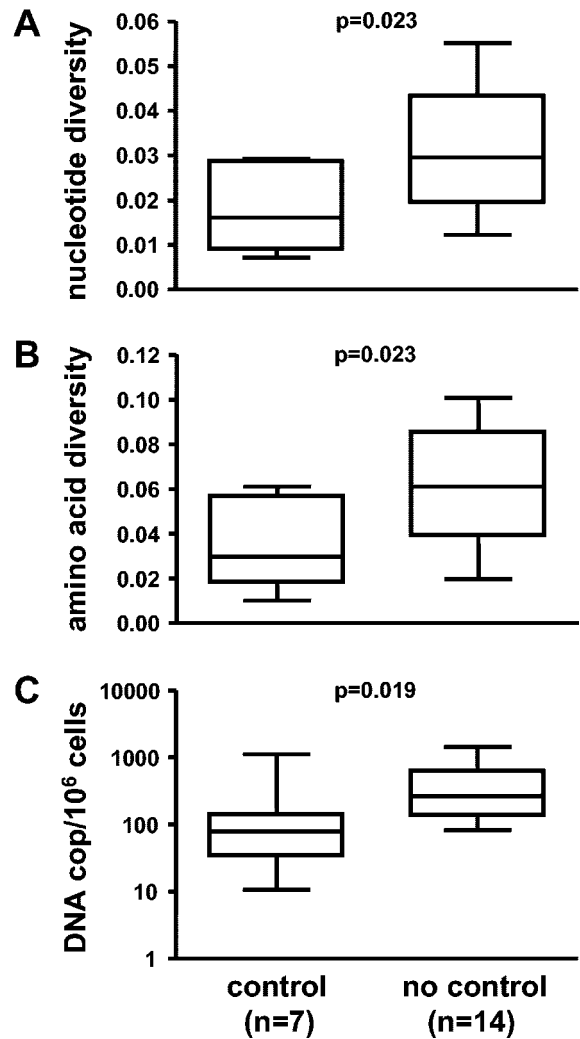 A
p=0.023
nucleotide diversity
0.06
0.05
0.04
0.03
0.02
0.01
0.00
B
p=0.023
amino acid diversity
0.12
0.10
0.08
0.06
0.04
0.02
0.00
C
p=0.019
DNA cop/10⁶ cells
10000
1000
100
10
1
control no control
(n=7) (n=14)